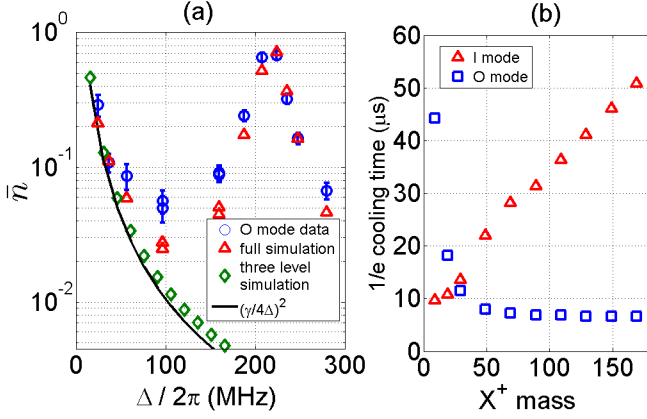 (a)
10^0
10^-1
10^-2
n̄
0
100
200
300
Δ / 2π (MHz)
O mode data
full simulation
three level
simulation
(γ/4Δ)^2
(b)
60
50
40
30
20
10
0
1/e cooling time (μs)
I mode
O mode
0
50
100
150
X^+ mass